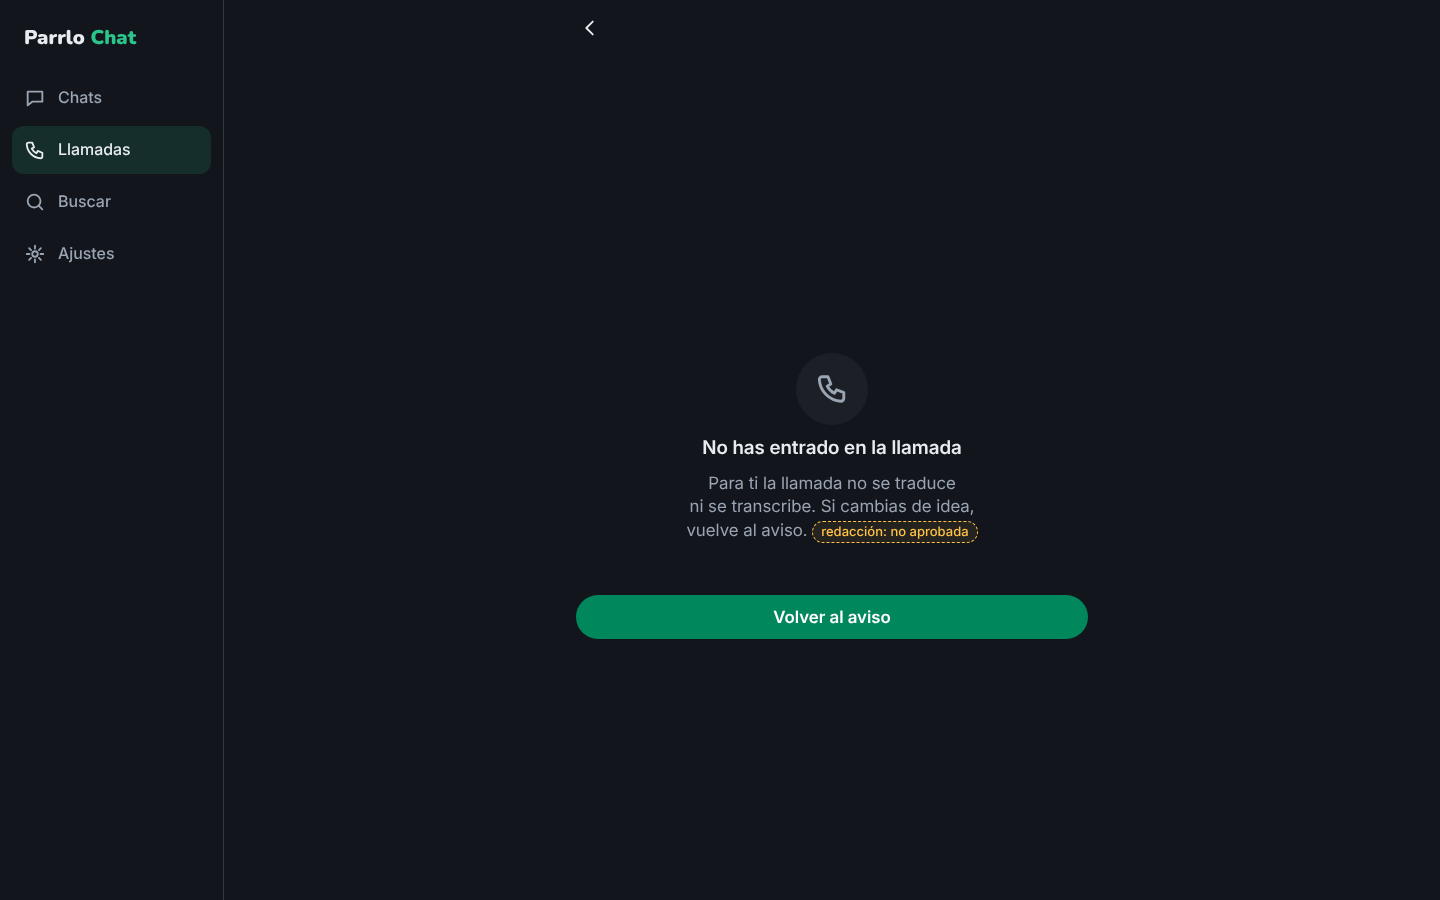 Parrlo Chat
Chats
Llamadas
Buscar
Ajustes
No has entrado en la llamada
Para ti la llamada no se traduce
ni se transcribe. Si cambias de idea,
vuelve al aviso. redacción: no aprobada
Volver al aviso